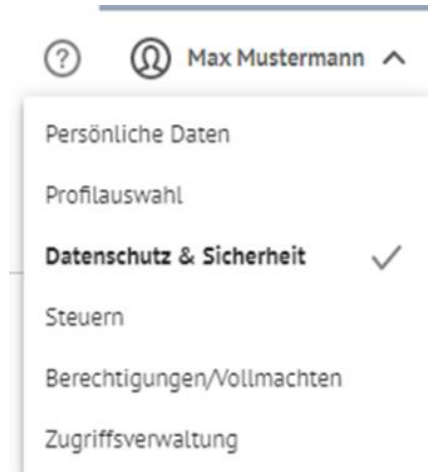 ? Max Mustermann
Persönliche Daten
Profilauswahl
Datenschutz & Sicherheit
Steuern
Berechtigungen/Vollmachten
Zugriffsverwaltung